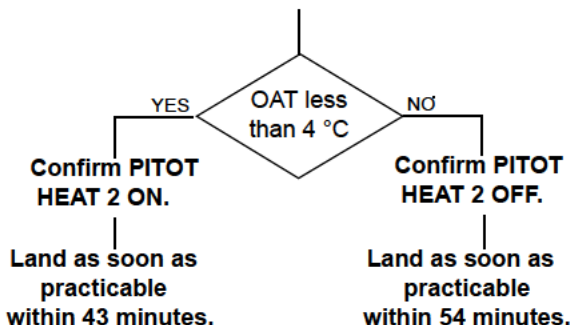 OAT less
than 4 °C
YES
NO
Confirm PITOT
HEAT 2 ON.
Land as soon as
practicable
within 43 minutes.
Confirm PITOT
HEAT 2 OFF.
Land as soon as
practicable
within 54 minutes.